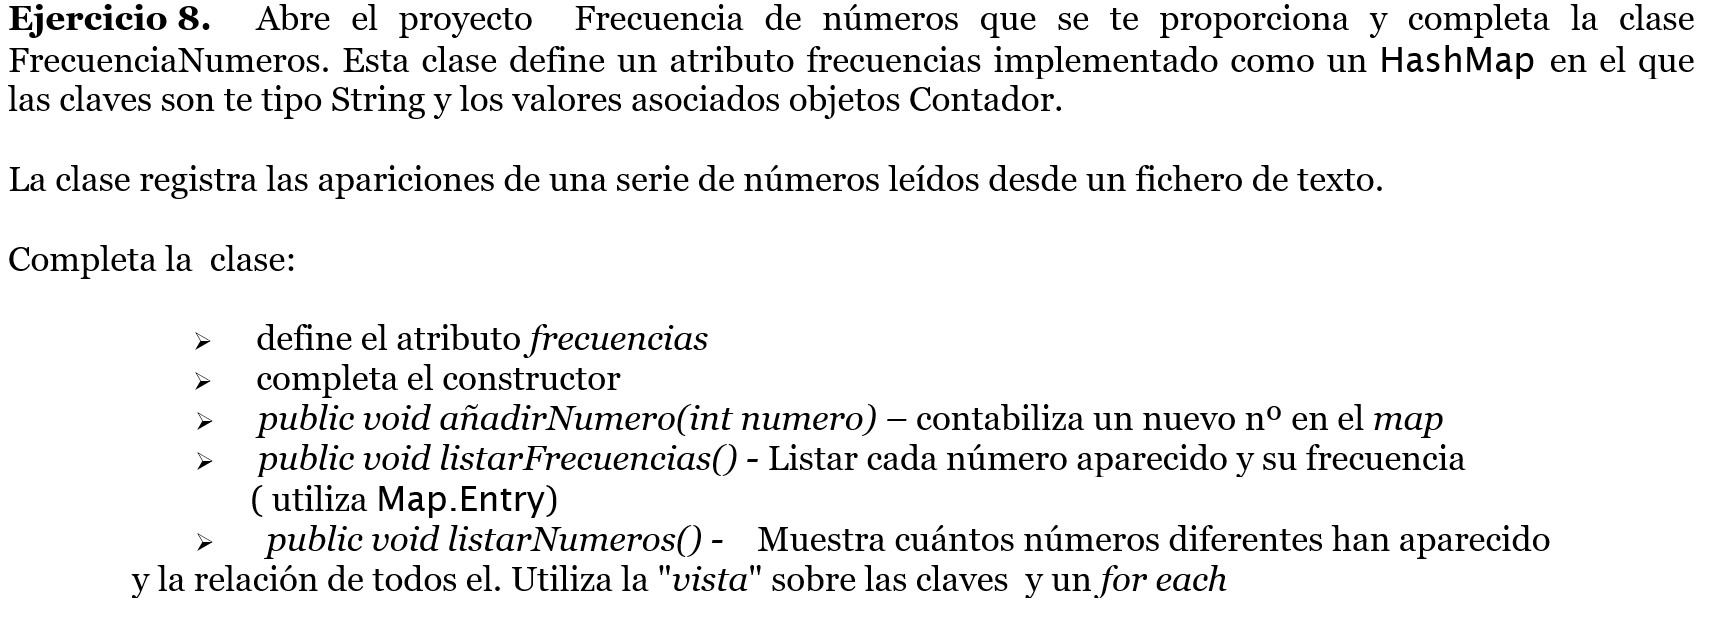 Ejercicio 8. Abre el proyecto Frecuencia de números que se te proporciona y completa la clase
FrecuenciaNumeros. Esta clase define un atributo frecuencias implementado como un HashMap en el que
las claves son te tipo String y los valores asociados objetos Contador.
La clase registra las apariciones de una serie de números leídos desde un fichero de texto.
Completa la clase:
➢ define el atributo frecuencias
➢ completa el constructor
➢ public void añadirNumero(int numero) – contabiliza un nuevo nº en el map
➢ public void listarFrecuencias() - Listar cada número aparecido y su frecuencia
( utiliza Map.Entry)
➢ public void listarNumeros() - Muestra cuántos números diferentes han aparecido
y la relación de todos el. Utiliza la "vista" sobre las claves y un for each